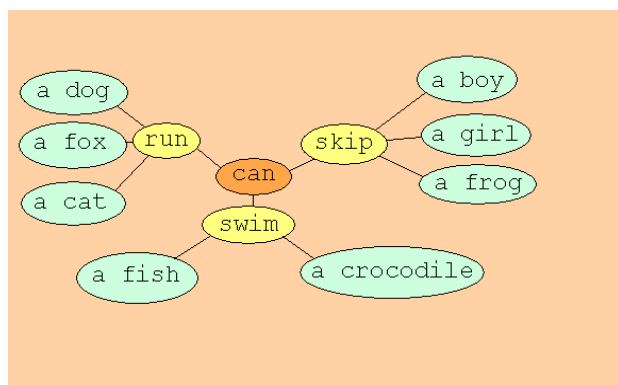 a dog
a fox
a cat
run
can
skip
a boy
a girl
a frog
swim
a fish
a crocodile